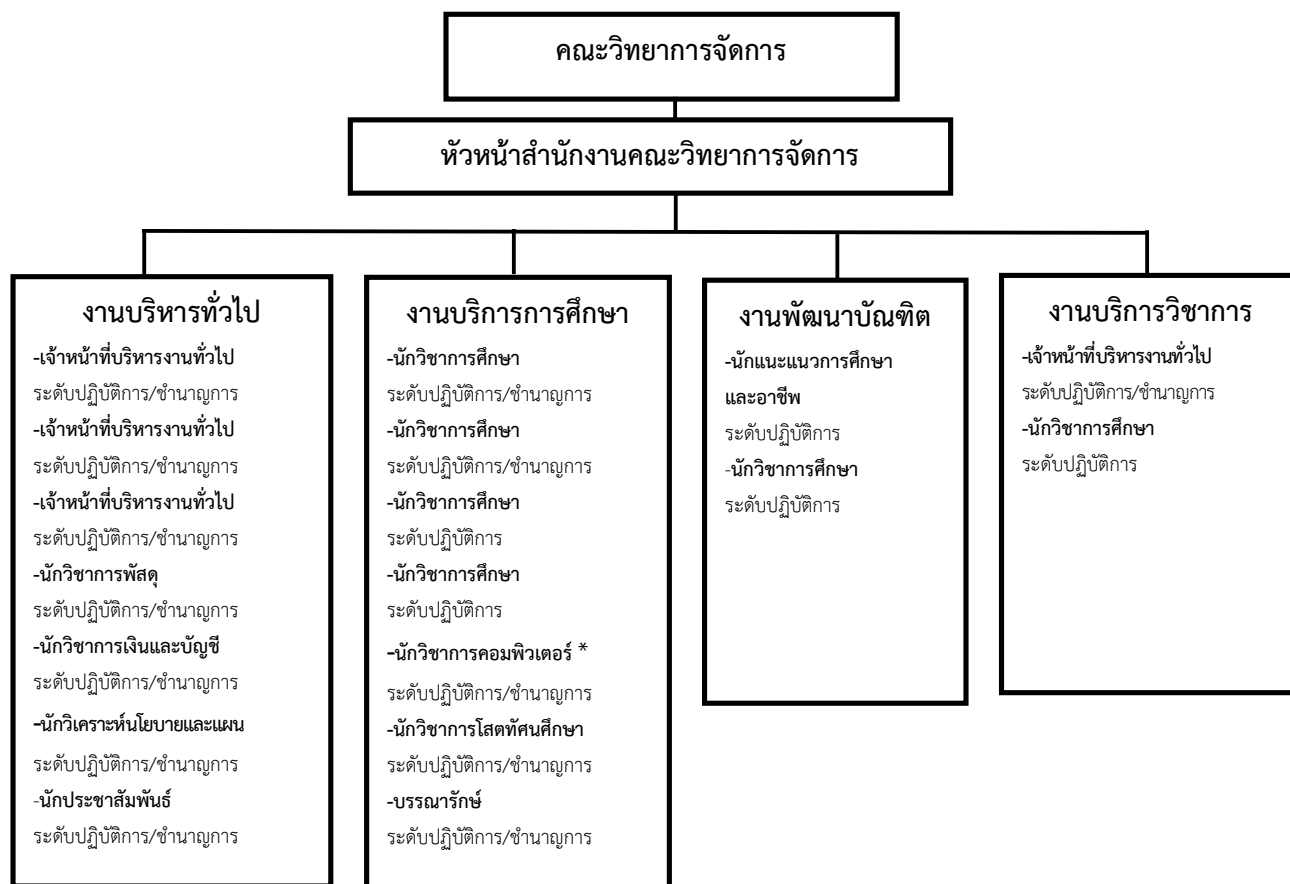 คณะวิทยาการจัดการ
หัวหน้าสำนักงานคณะวิทยาการจัดการ
งานบริหารทั่วไป
-เจ้าหน้าที่บริหารงานทั่วไป
ระดับปฏิบัติการ/ชำนาญการ
-เจ้าหน้าที่บริหารงานทั่วไป
ระดับปฏิบัติการ/ชำนาญการ
-เจ้าหน้าที่บริหารงานทั่วไป
ระดับปฏิบัติการ/ชำนาญการ
-นักวิชาการพัสดุ
ระดับปฏิบัติการ/ชำนาญการ
-นักวิชาการเงินและบัญชี
ระดับปฏิบัติการ/ชำนาญการ
-นักวิเคราะห์นโยบายและแผน
ระดับปฏิบัติการ/ชำนาญการ
-นักประชาสัมพันธ์
ระดับปฏิบัติการ/ชำนาญการ
งานบริการการศึกษา
-นักวิชาการศึกษา
ระดับปฏิบัติการ/ชำนาญการ
-นักวิชาการศึกษา
ระดับปฏิบัติการ/ชำนาญการ
-นักวิชาการศึกษา
ระดับปฏิบัติการ
-นักวิชาการศึกษา
ระดับปฏิบัติการ
-นักวิชาการคอมพิวเตอร์ *
ระดับปฏิบัติการ/ชำนาญการ
-นักวิชาการโสตทัศนศึกษา
ระดับปฏิบัติการ/ชำนาญการ
-บรรณารักษ์
ระดับปฏิบัติการ/ชำนาญการ
งานพัฒนาบัณฑิต
-นักแนะแนวการศึกษา
และอาชีพ
ระดับปฏิบัติการ
-นักวิชาการศึกษา
ระดับปฏิบัติการ
งานบริการวิชาการ
-เจ้าหน้าที่บริหารงานทั่วไป
ระดับปฏิบัติการ/ชำนาญการ
-นักวิชาการศึกษา
ระดับปฏิบัติการ